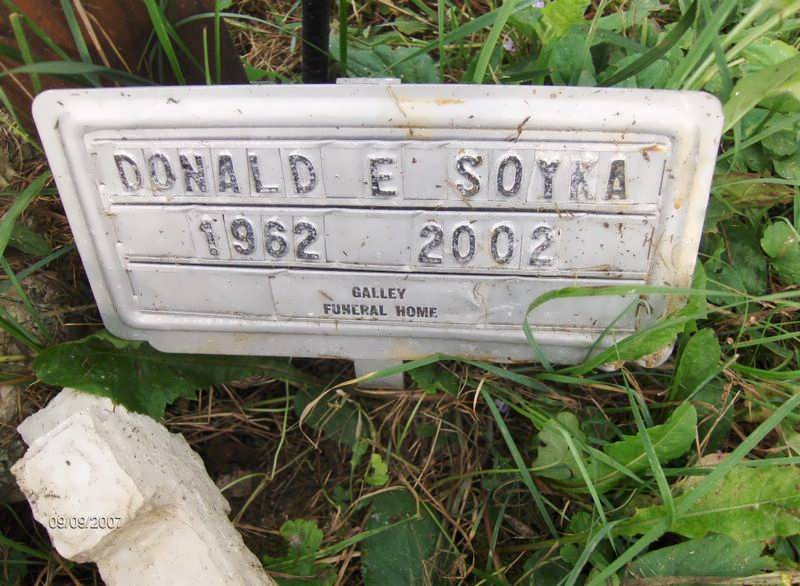 DONALD E SOYKA
1962 2002
GALLEY
FUNERAL HOME
09/09/2007